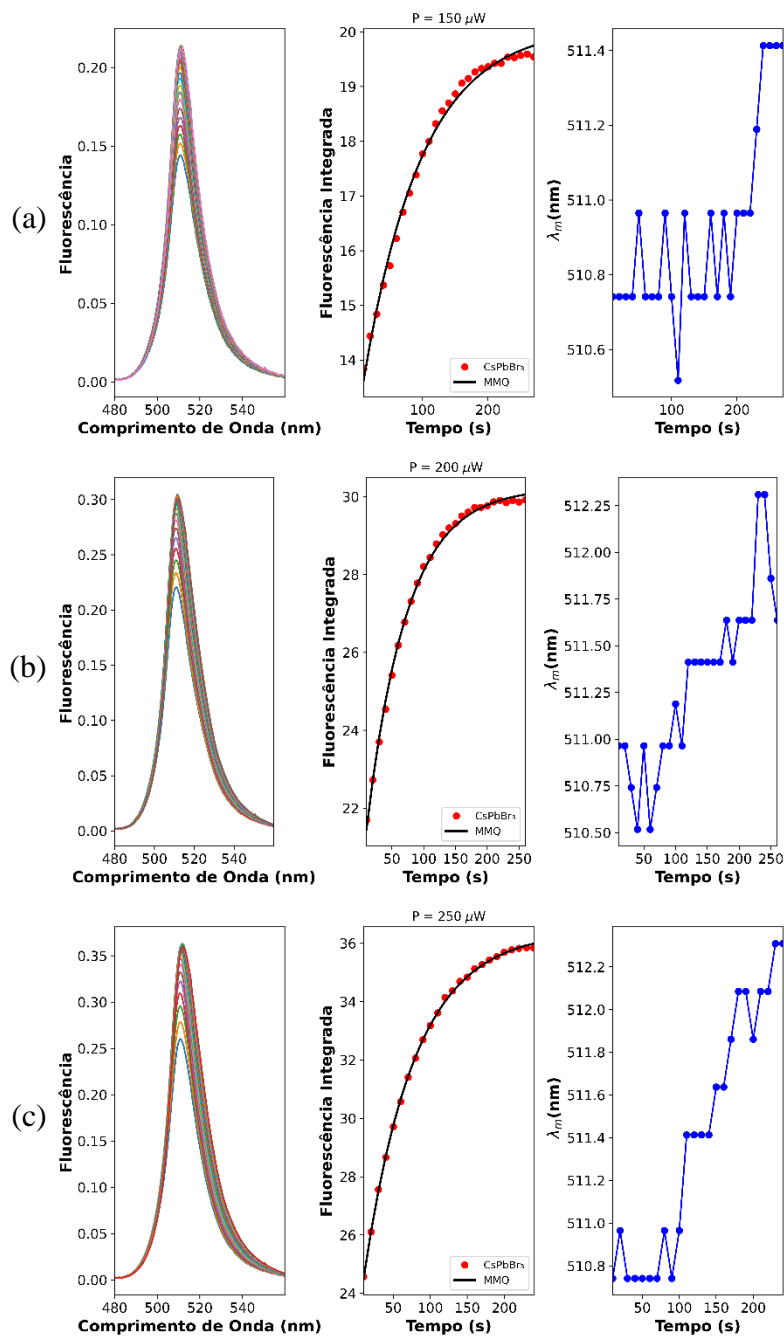 (a)
Fluorescência
0.20
0.15
0.10
0.05
0.00
480 500 520 540
Comprimento de Onda (nm)
P = 150 μW
Fluorescência Integrada
20
19
18
17
16
15
14
CsPbBr₃
MMQ
100 200
Tempo (s)
λm(nm)
511.4
511.2
511.0
510.8
510.6
100 200
Tempo (s)
(b)
Fluorescência
0.30
0.25
0.20
0.15
0.10
0.05
0.00
480 500 520 540
Comprimento de Onda (nm)
P = 200 μW
Fluorescência Integrada
30
28
26
24
22
CsPbBr₃
MMQ
50 100 150 200 250
Tempo (s)
λm(nm)
512.25
512.00
511.75
511.50
511.25
511.00
510.75
510.50
50 100 150 200 250
Tempo (s)
(c)
Fluorescência
0.35
0.30
0.25
0.20
0.15
0.10
0.05
0.00
480 500 520 540
Comprimento de Onda (nm)
P = 250 μW
Fluorescência Integrada
36
34
32
30
28
26
24
CsPbBr₃
MMQ
50 100 150 200
Tempo (s)
λm(nm)
512.2
512.0
511.8
511.6
511.4
511.2
511.0
510.8
50 100 150 200
Tempo (s)